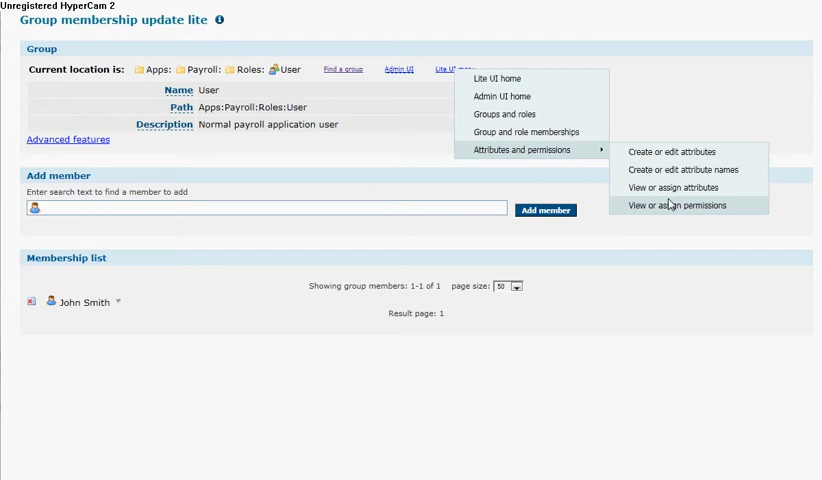 Unregistered HyperCam 2
Group membership update lite
Group
Current location is: Apps: Payroll: Roles: User Find a group Admin UI Lite UI menu
Lite UI home
Name User
Admin UI home
Path Apps:Payroll:Roles:User
Groups and roles
Description Normal payroll application user
Group and role memberships
Advanced features
Attributes and permissions
Create or edit attributes
Create or edit attribute names
View or assign attributes
View or assign permissions
Add member
Enter search text to find a member to add
Add member
Membership list
Showing group members: 1-1 of 1 page size: 50
John Smith
Result page: 1